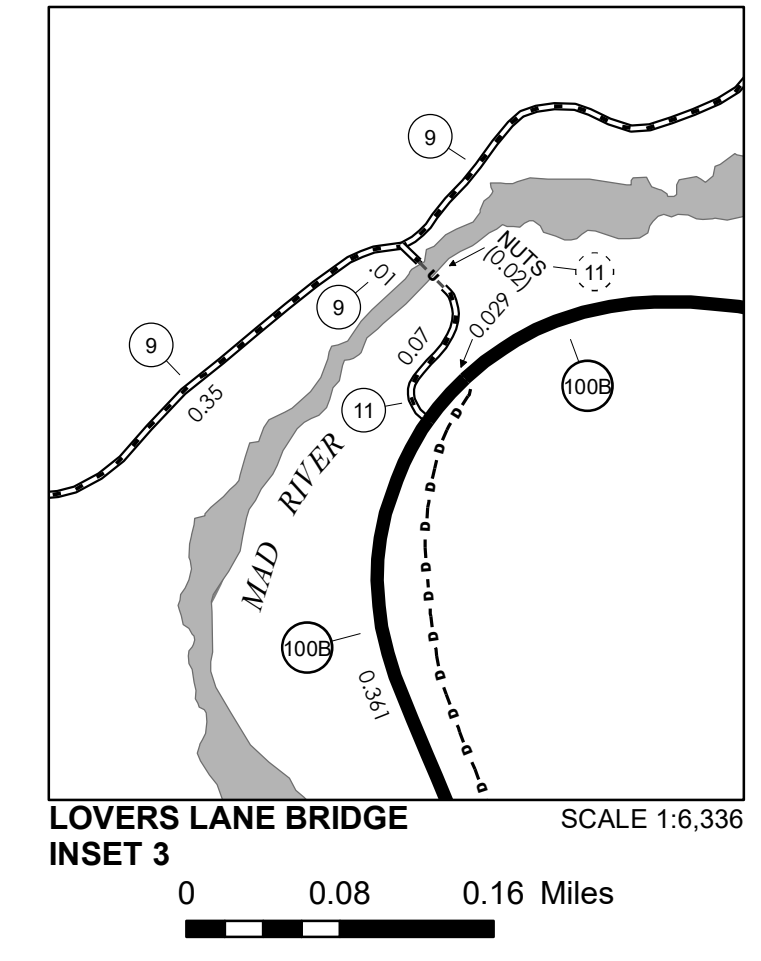 9
NUTS
(0.02)
11
.01
9
0.029
9
0.07
100B
0.35
11
MAD RIVER
100B
0.361
D
D
D
D
D
D
D
D
D
D
LOVERS LANE BRIDGE
SCALE 1:6,336
INSET 3
0 0.08 0.16 Miles